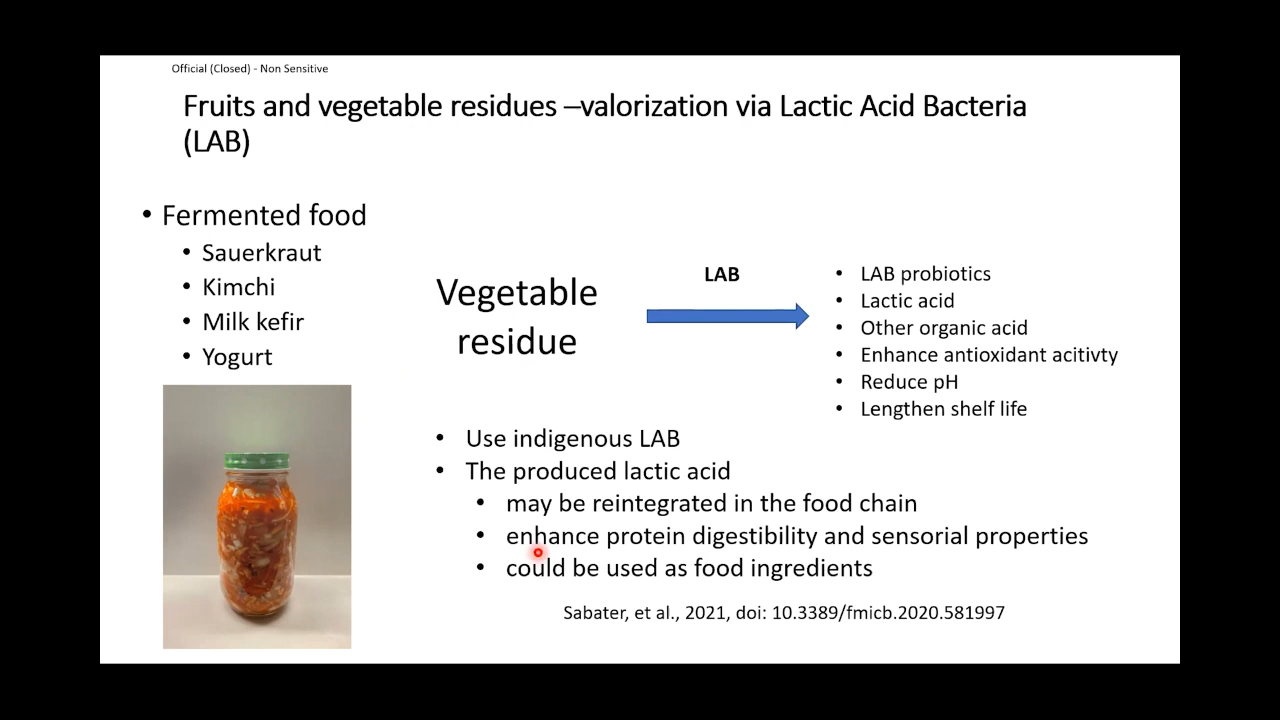 Official (Closed) - Non Sensitive
Fruits and vegetable residues –valorization via Lactic Acid Bacteria
(LAB)
• Fermented food
• Sauerkraut
• Kimchi
• Milk kefir
• Yogurt
Vegetable
residue
LAB
• LAB probiotics
• Lactic acid
• Other organic acid
• Enhance antioxidant acitivty
• Reduce pH
• Lengthen shelf life
• Use indigenous LAB
• The produced lactic acid
• may be reintegrated in the food chain
• enhance protein digestibility and sensorial properties
• could be used as food ingredients
Sabater, et al., 2021, doi: 10.3389/fmicb.2020.581997